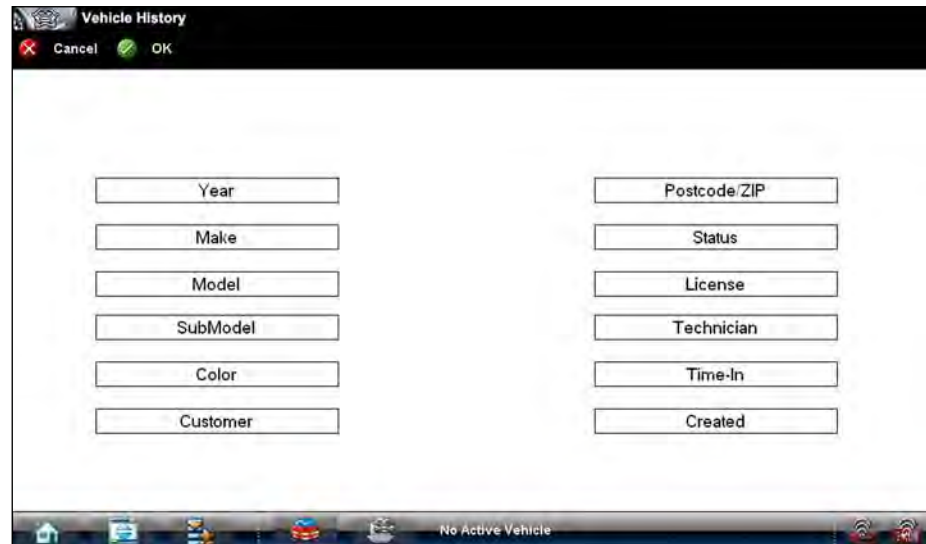 Vehicle History
Cancel OK
Year
Make
Model
SubModel
Color
Customer
Postcode/ZIP
Status
License
Technician
Time-In
Created
No Active Vehicle